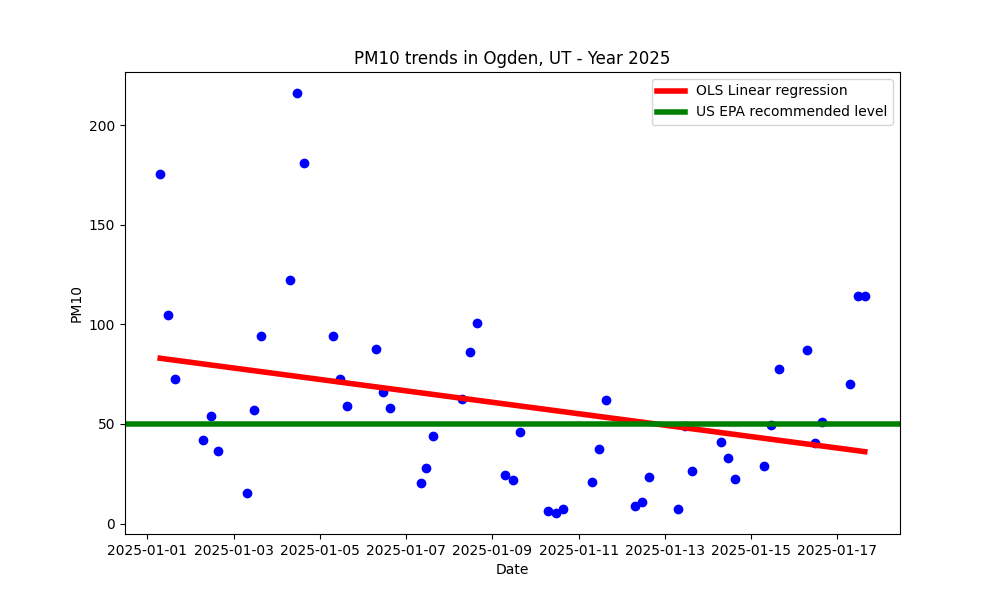 PM10 trends in Ogden, UT - Year 2025
OLS Linear regression
US EPA recommended level
200
150
100
50
0
PM10
2025-01-01 2025-01-03 2025-01-05 2025-01-07 2025-01-09 2025-01-11 2025-01-13 2025-01-15 2025-01-17
Date